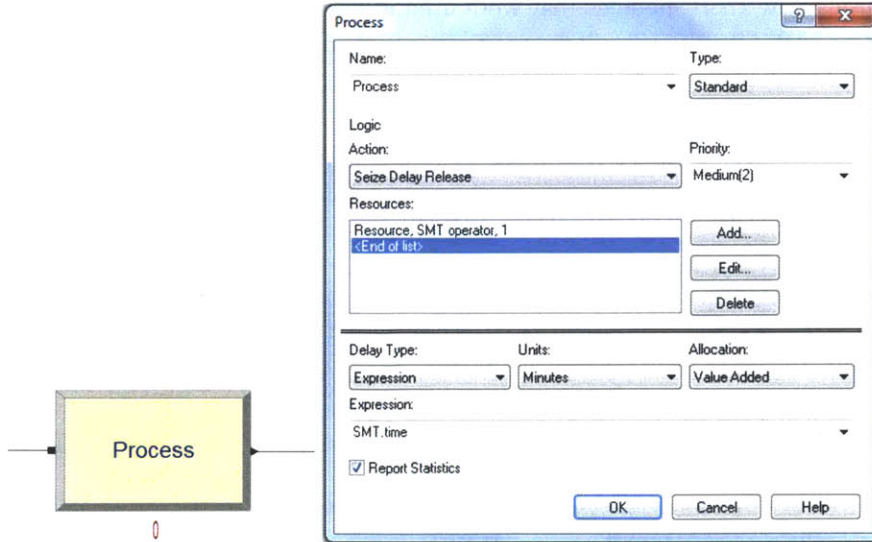 Process
Name:
Type:
Process
Standard
Logic
Action:
Priority:
Seize Delay Release
Medium(2)
Resources:
Resource, SMT operator, 1
<End of list>
Add...
Edit...
Delete
Delay Type:
Units:
Allocation:
Expression
Minutes
Value Added
Expression:
SMT.time
Report Statistics
OK
Cancel
Help
Process
0